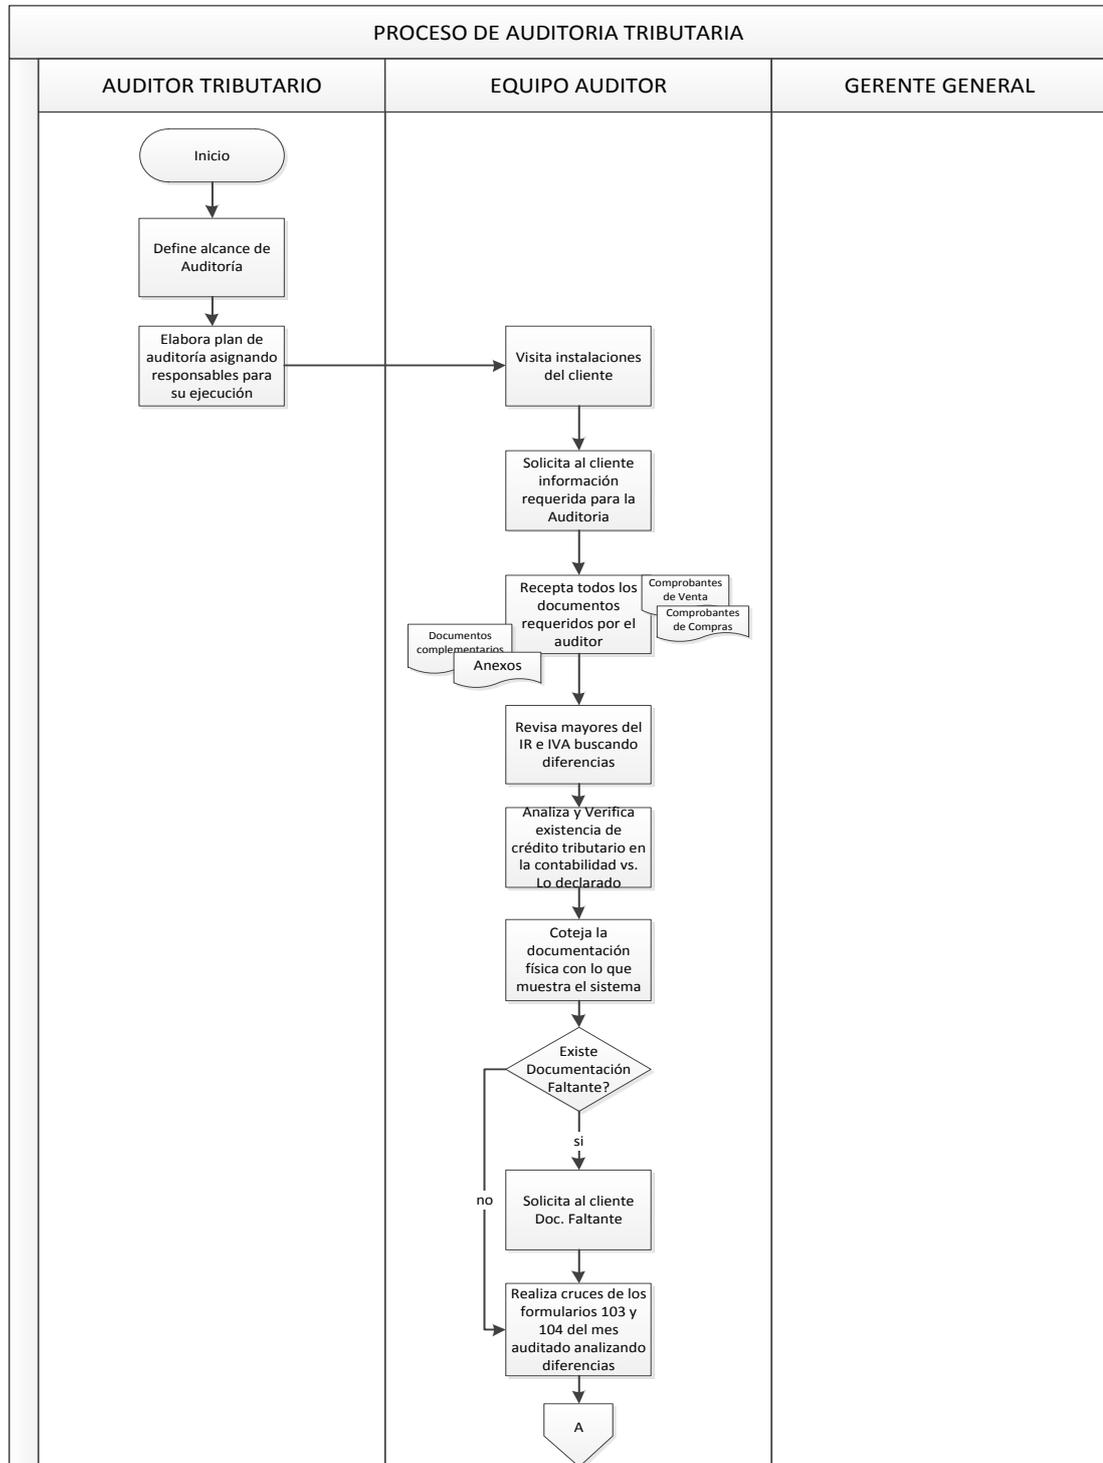 PROCESO DE AUDITORIA TRIBUTARIA
AUDITOR TRIBUTARIO
EQUIPO AUDITOR
GERENTE GENERAL
Inicio
Define alcance de
Auditoría
Elabora plan de
auditoría asignando
responsables para
su ejecución
Visita instalaciones
del cliente
Solicita al cliente
información
requerida para la
Auditoria
Recepta todos los
documentos
requeridos por el
auditor
Comprobantes
de Venta
Comprobantes
de Compras
Documentos
complementarios
Anexos
Revisa mayores del
IR e IVA buscando
diferencias
Analiza y Verifica
existencia de
crédito tributario en
la contabilidad vs.
Lo declarado
Coteja la
documentación
física con lo que
muestra el sistema
Existe
Documentación
Faltante?
si
no
Solicita al cliente
Doc. Faltante
Realiza cruces de los
formularios 103 y
104 del mes
auditado analizando
diferencias
A